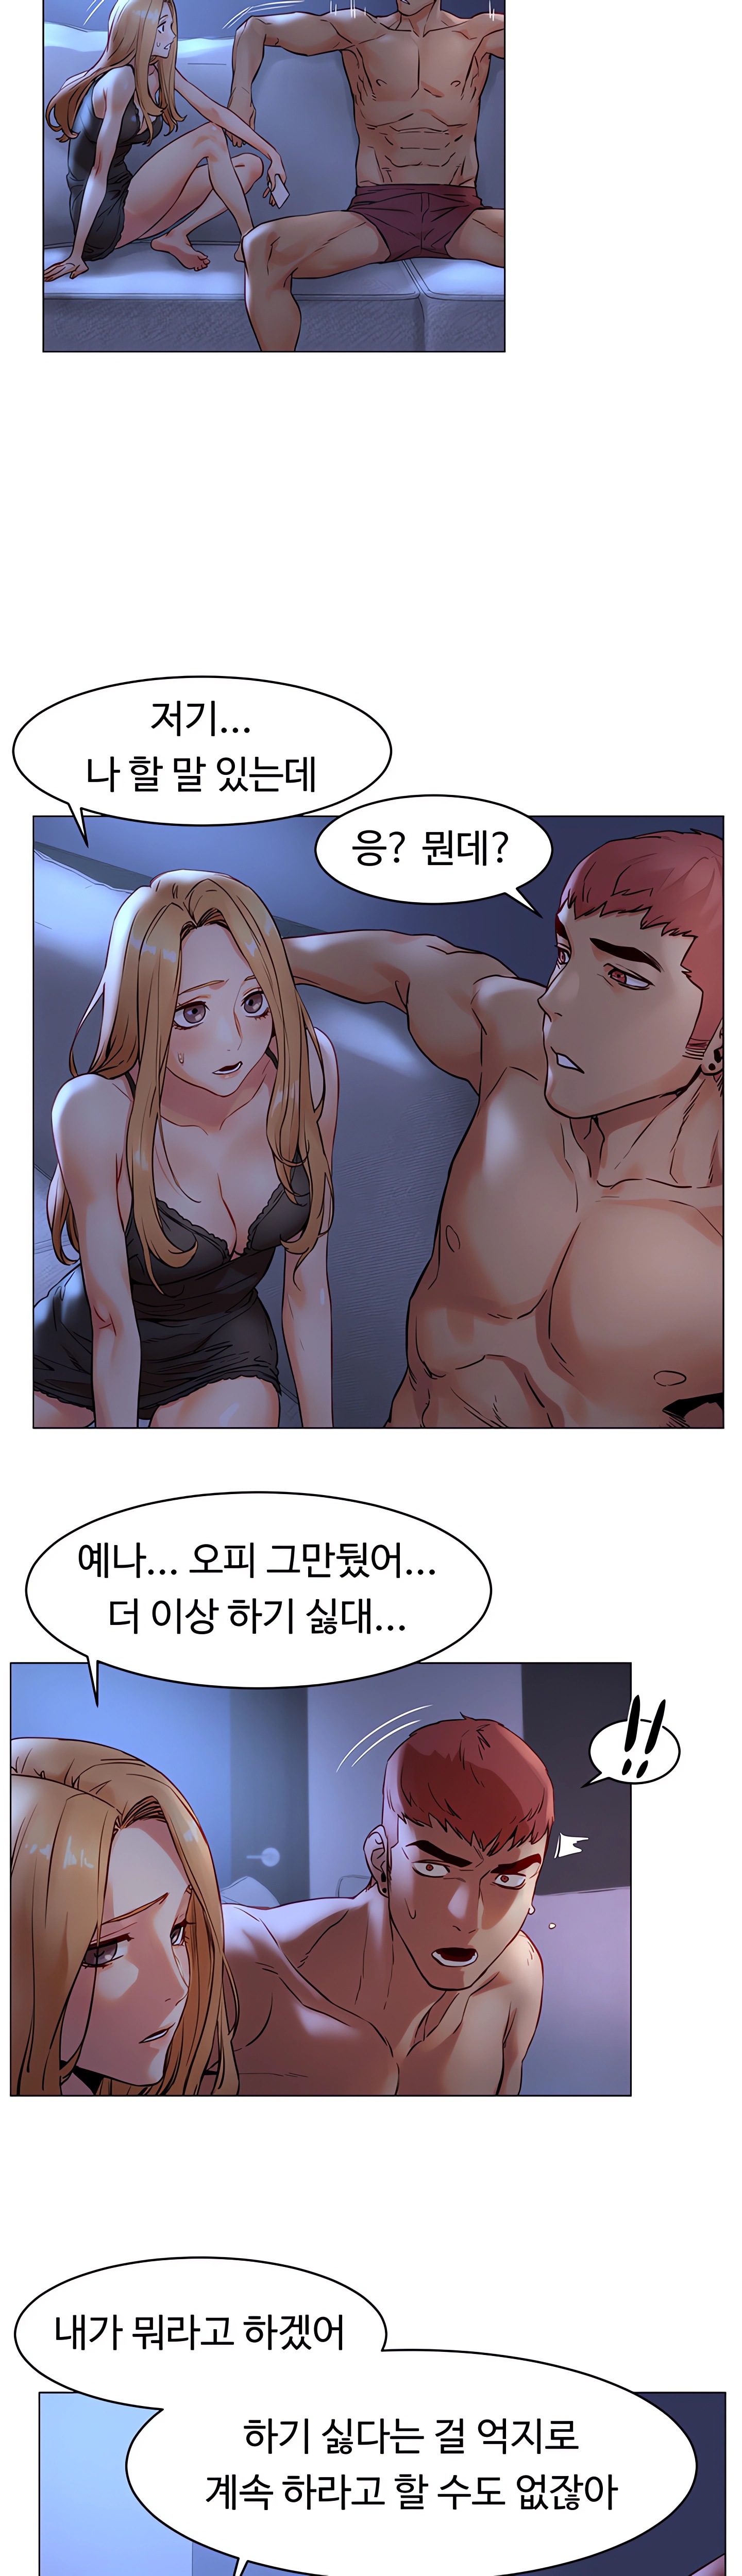 저기...
나 할 말 있는데
응? 뭔데?
예나... 오피 그만뒀어...
더 이상 하기 싫대...
!!
내가 뭐라고 하겠어
하기 싫다는 걸 억지로
계속 하라고 할 수도 없잖아